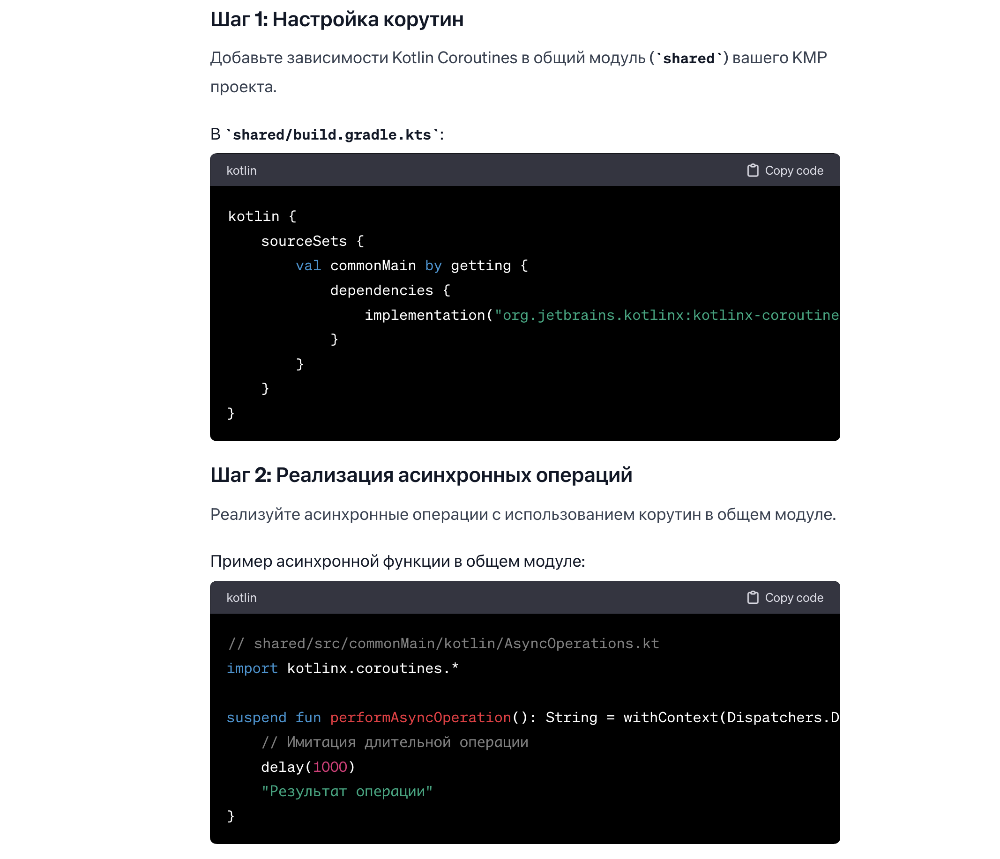 Шаг 1: Настройка корутин
Добавьте зависимости Kotlin Coroutines в общий модуль (`shared`) вашего KMP
проекта.
В `shared/build.gradle.kts`:
kotlin
Copy code
kotlin {
    sourceSets {
        val commonMain by getting {
            dependencies {
                implementation("org.jetbrains.kotlinx:kotlinx-coroutine
            }
        }
    }
}
Шаг 2: Реализация асинхронных операций
Реализуйте асинхронные операции с использованием корутин в общем модуле.
Пример асинхронной функции в общем модуле:
kotlin
Copy code
// shared/src/commonMain/kotlin/AsyncOperations.kt
import kotlinx.coroutines.*
suspend fun performAsyncOperation(): String = withContext(Dispatchers.D
    // Имитация длительной операции
    delay(1000)
    "Результат операции"
}